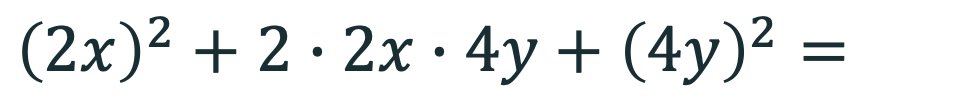 (2x)² + 2 · 2x · 4y + (4y)² =